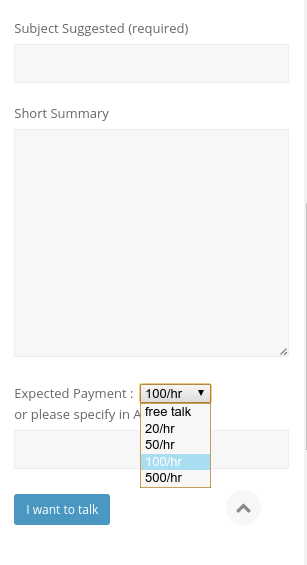 Subject Suggested (required)
Short Summary
Expected Payment : 100/hr
or please specify in
free talk
20/hr
50/hr
100/hr
500/hr
I want to talk